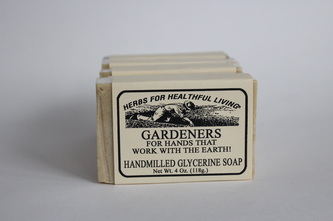 HERBS FOR HEALTHFUL LIVING
GARDENERS
FOR HANDS THAT
WORK WITH THE EARTH!
HANDMILLED GLYCERINE SOAP
Net Wt. 4 Oz. (118g.)